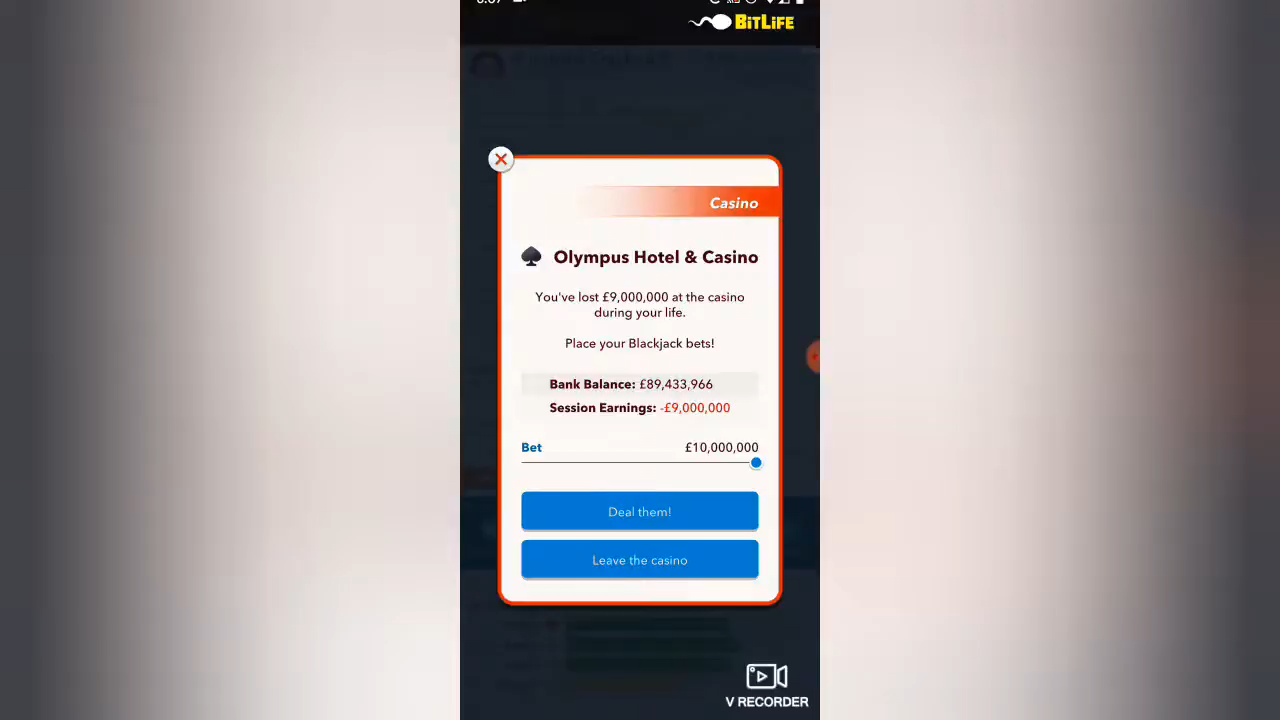 BITLIFE
Casino
Olympus Hotel & Casino
You've lost £9,000,000 at the casino
during your life.
Place your Blackjack bets!
Bank Balance: £89,433,966
Session Earnings: -£9,000,000
Bet £10,000,000
Deal them!
Leave the casino
V RECORDER